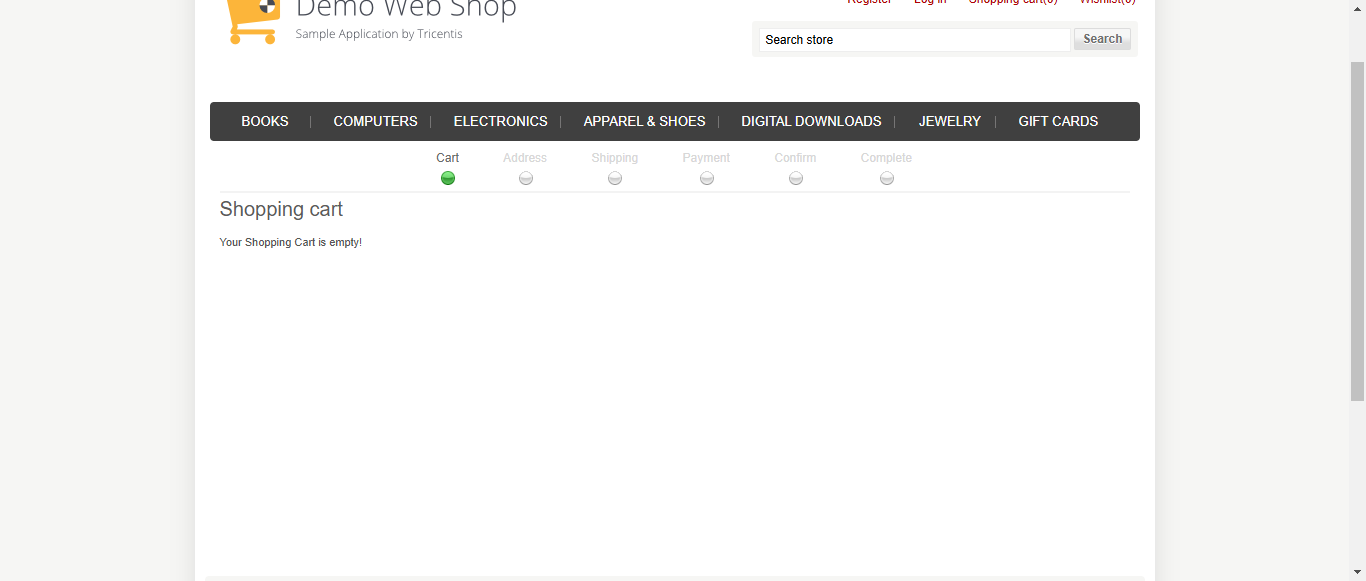 Demo Web Shop
Register Log in Shopping cart(0) Wishlist(0)
Sample Application by Tricentis
Search store Search
BOOKS COMPUTERS ELECTRONICS APPAREL & SHOES DIGITAL DOWNLOADS JEWELRY GIFT CARDS
Cart Address Shipping Payment Confirm Complete
Shopping cart
Your Shopping Cart is empty!